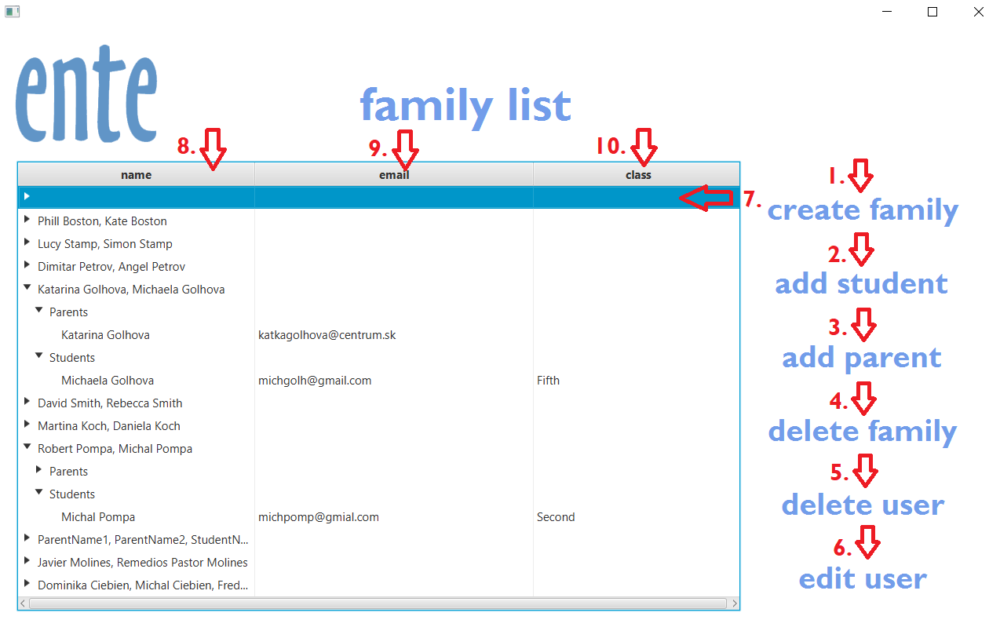 ente
family list
8.
9.
10.
name email class
1.
7.
create family
Phill Boston, Kate Boston
Lucy Stamp, Simon Stamp
2.
Dimitar Petrov, Angel Petrov
add student
Katarina Golhova, Michaela Golhova
Parents
3.
Katarina Golhova katkagolhova@centrum.sk
Students
add parent
Michaela Golhova michgolh@gmail.com Fifth
4.
David Smith, Rebecca Smith
Martina Koch, Daniela Koch
delete family
Robert Pompa, Michal Pompa
Parents
5.
Students
delete user
Michal Pompa michpomp@gmial.com Second
ParentName1, ParentName2, StudentN...
6.
Javier Molines, Remedios Pastor Molines
edit user
Dominika Ciebien, Michal Ciebien, Fred...